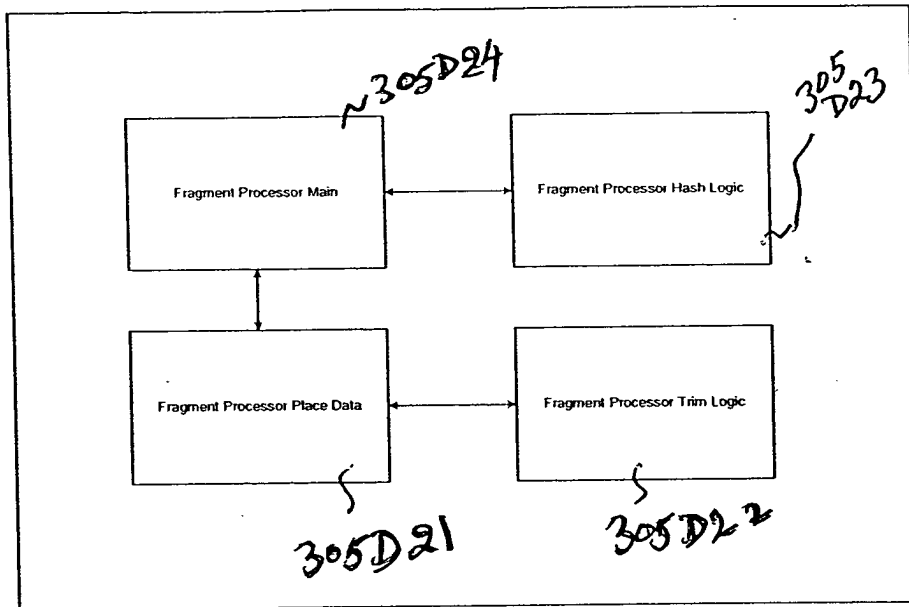 305D24
305
D23
Fragment Processor Main
Fragment Processor Hash Logic
Fragment Processor Place Data
Fragment Processor Trim Logic
305D21
305D22